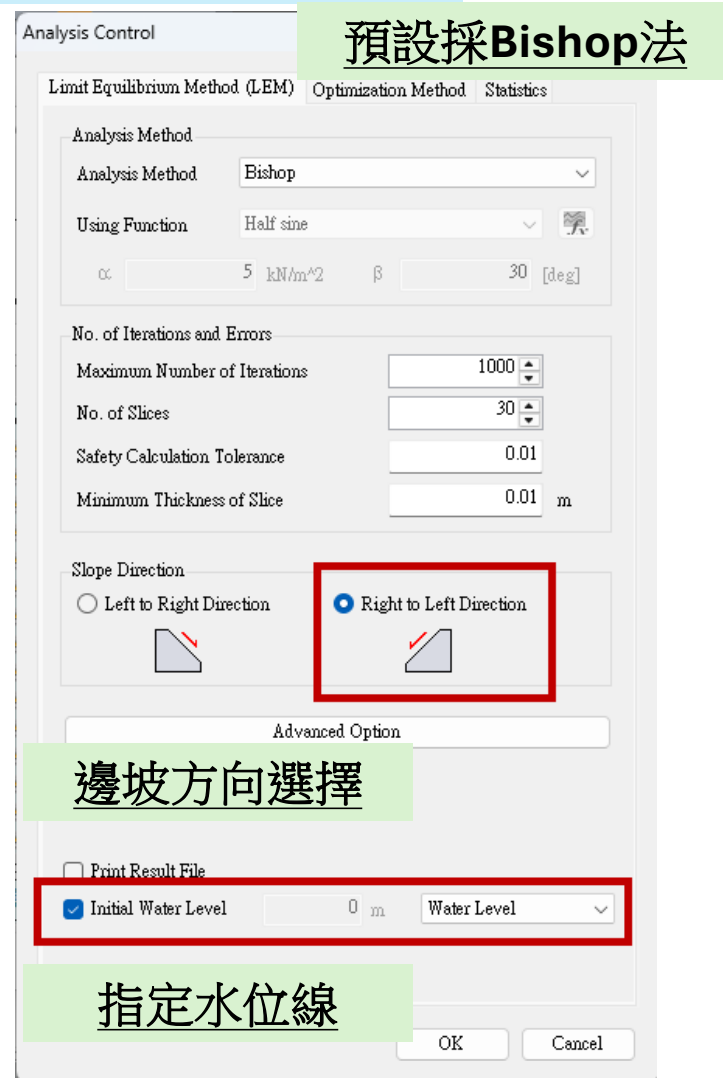 預設採Bishop法
Analysis Control
Limit Equilibrium Method (LEM) Optimization Method Statistics
Analysis Method
Analysis Method Bishop
Using Function Half sine
α 5 kN/m^2 β 30 [deg]
No. of Iterations and Errors
Maximum Number of Iterations 1000
No. of Slices 30
Safety Calculation Tolerance 0.01
Minimum Thickness of Slice 0.01 m
Slope Direction
Left to Right Direction Right to Left Direction
Advanced Option
邊坡方向選擇
Print Result File
Initial Water Level 0 m Water Level
指定水位線
OK Cancel